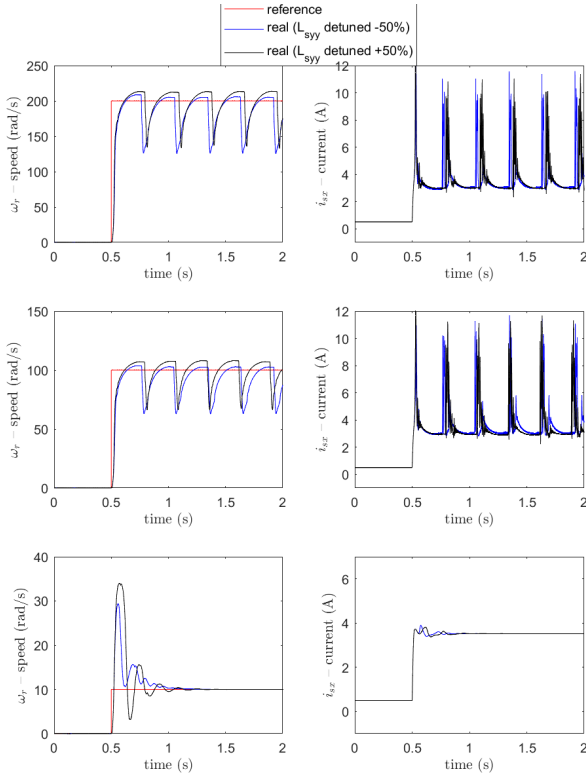 reference
real (L_syy detuned -50%)
real (L_syy detuned +50%)
250
200
150
100
50
0
ω_r – speed (rad/s)
0 0.5 1 1.5 2
time (s)
12
10
8
6
4
2
0
i_sx – current (A)
0 0.5 1 1.5 2
time (s)
150
100
50
0
ω_r – speed (rad/s)
0 0.5 1 1.5 2
time (s)
12
10
8
6
4
2
0
i_sx – current (A)
0 0.5 1 1.5 2
time (s)
40
30
20
10
0
ω_r – speed (rad/s)
0 0.5 1 1.5 2
time (s)
6
4
2
0
i_sx – current (A)
0 0.5 1 1.5 2
time (s)